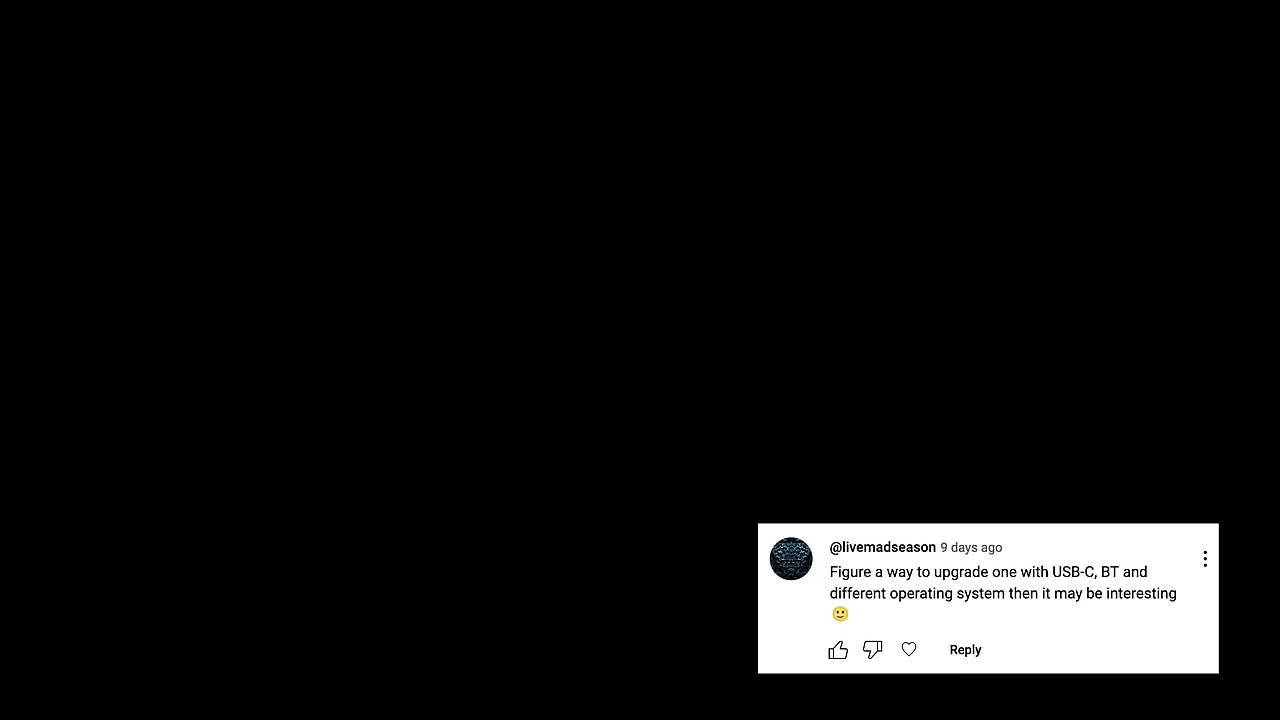 @livemadseason 9 days ago
Figure a way to upgrade one with USB-C, BT and
different operating system then it may be interesting
🙂
Reply